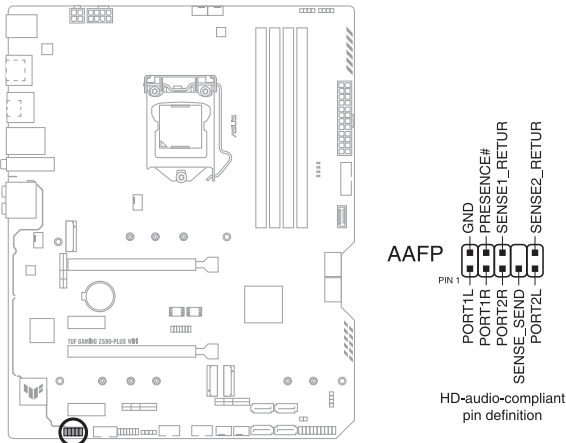 ASUS
TUF GAMING Z590-PLUS WIFI
AAFP
PIN 1
GND
PRESENCE#
SENSE1_RETUR
SENSE2_RETUR
PORT1L
PORT1R
PORT2R
SENSE_SEND
PORT2L
HD-audio-compliant
pin definition